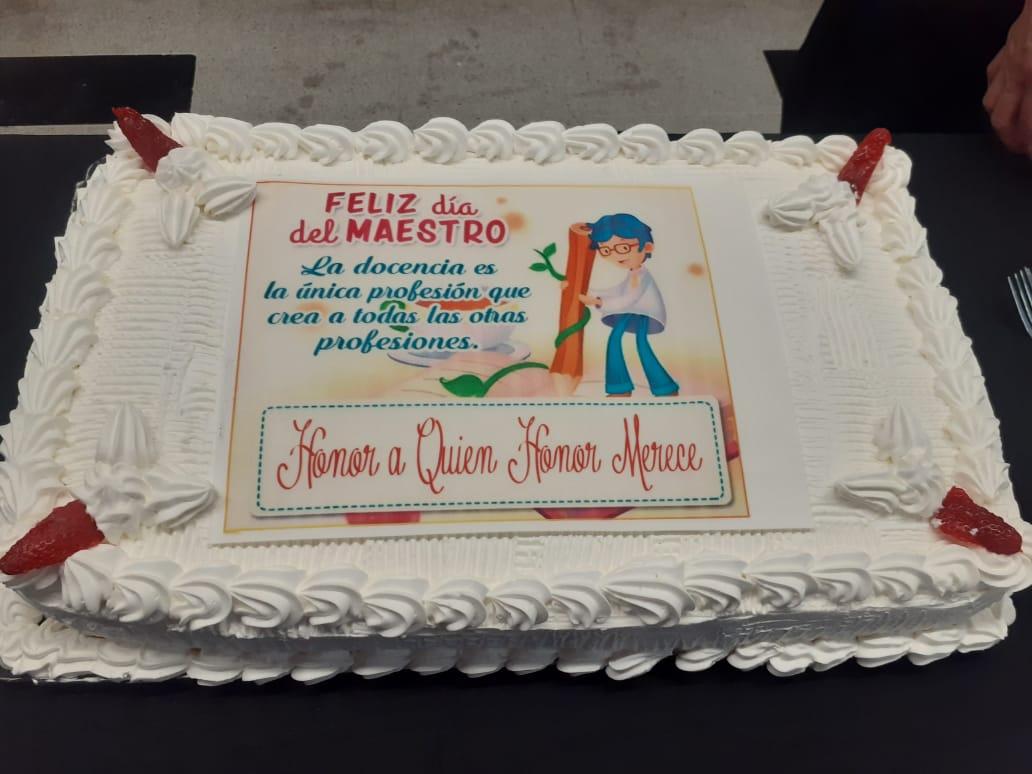 FELIZ día
del MAESTRO
La docencia es
la única profesión que
crea a todas las otras
profesiones.
Honor a Quien Honor Merece